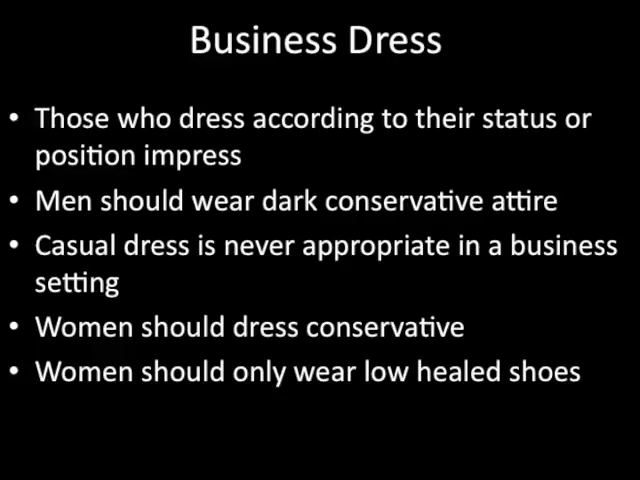 Business Dress
• Those who dress according to their status or
position impress
• Men should wear dark conservative attire
• Casual dress is never appropriate in a business
setting
• Women should dress conservative
• Women should only wear low healed shoes